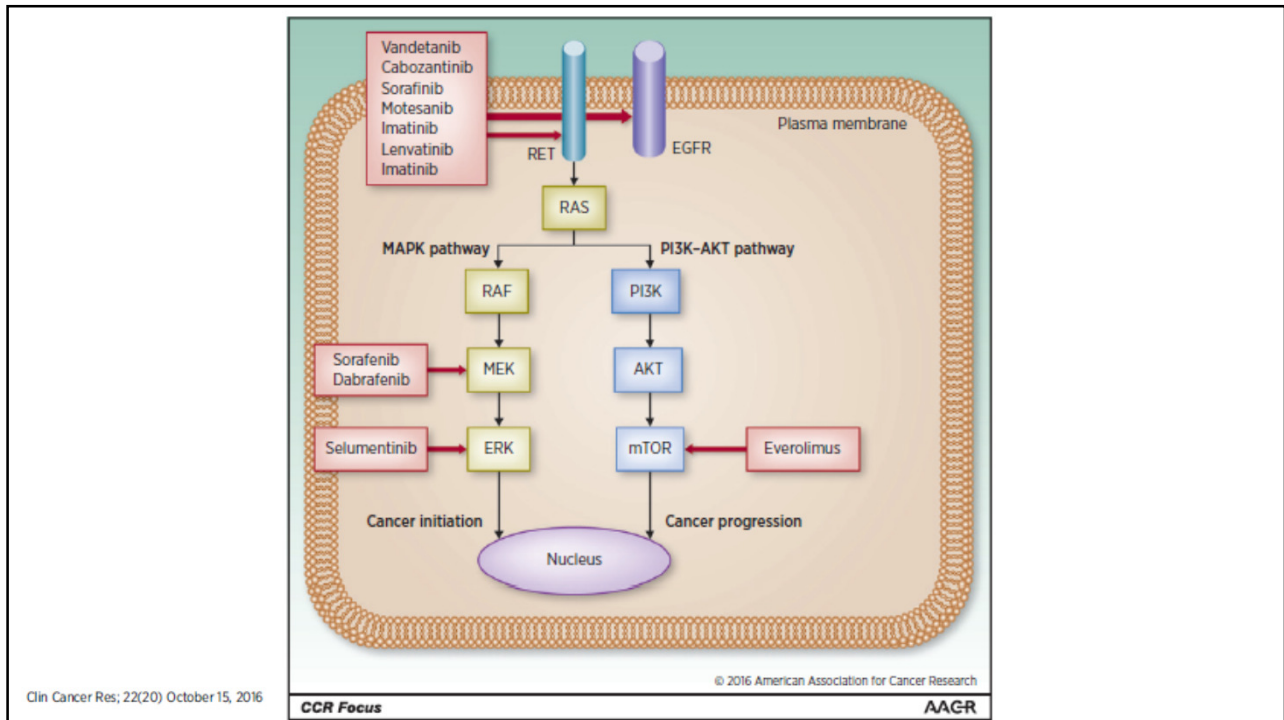 Vandetanib
Cabozantinib
Sorafinib
Motesanib
Imatinib
Lenvatinib
Imatinib
RET
EGFR
Plasma membrane
RAS
MAPK pathway
PI3K–AKT pathway
RAF
PI3K
Sorafenib
Dabrafenib
MEK
AKT
Selumentinib
ERK
mTOR
Everolimus
Cancer initiation
Cancer progression
Nucleus
© 2016 American Association for Cancer Research
Clin Cancer Res; 22(20) October 15, 2016
CCR Focus
AACR